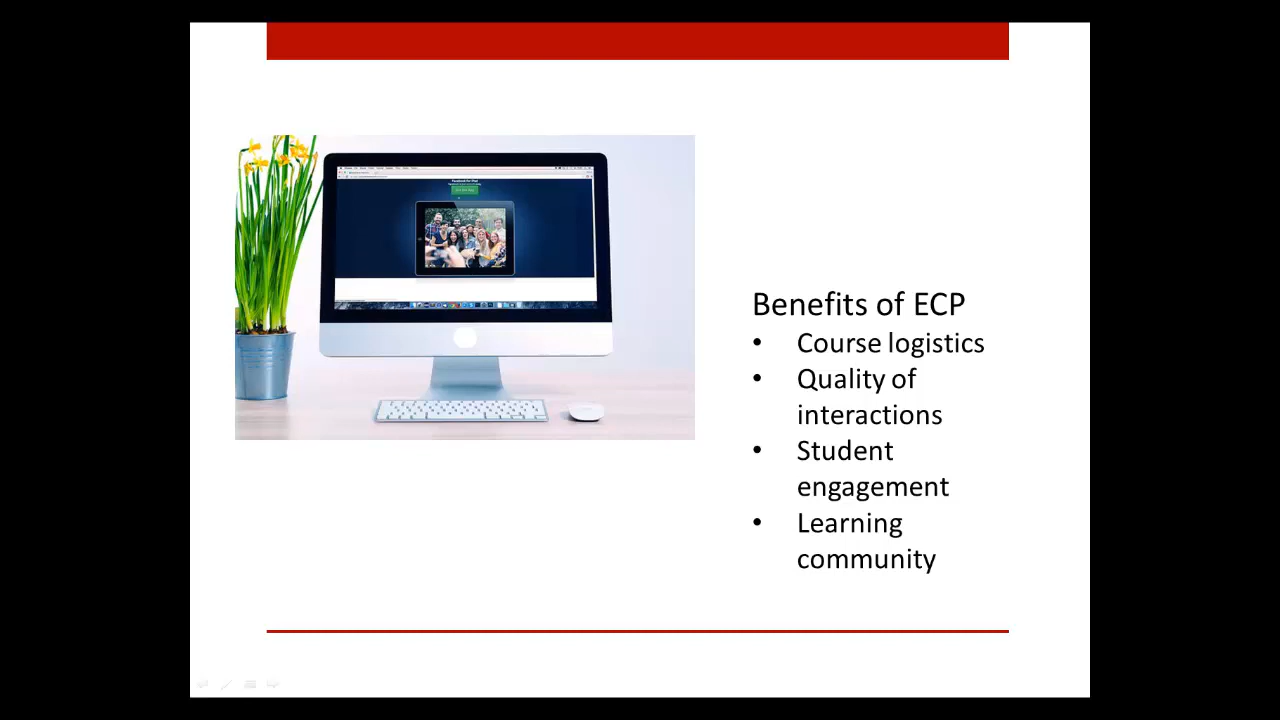 Benefits of ECP
• Course logistics
• Quality of
interactions
• Student
engagement
• Learning
community